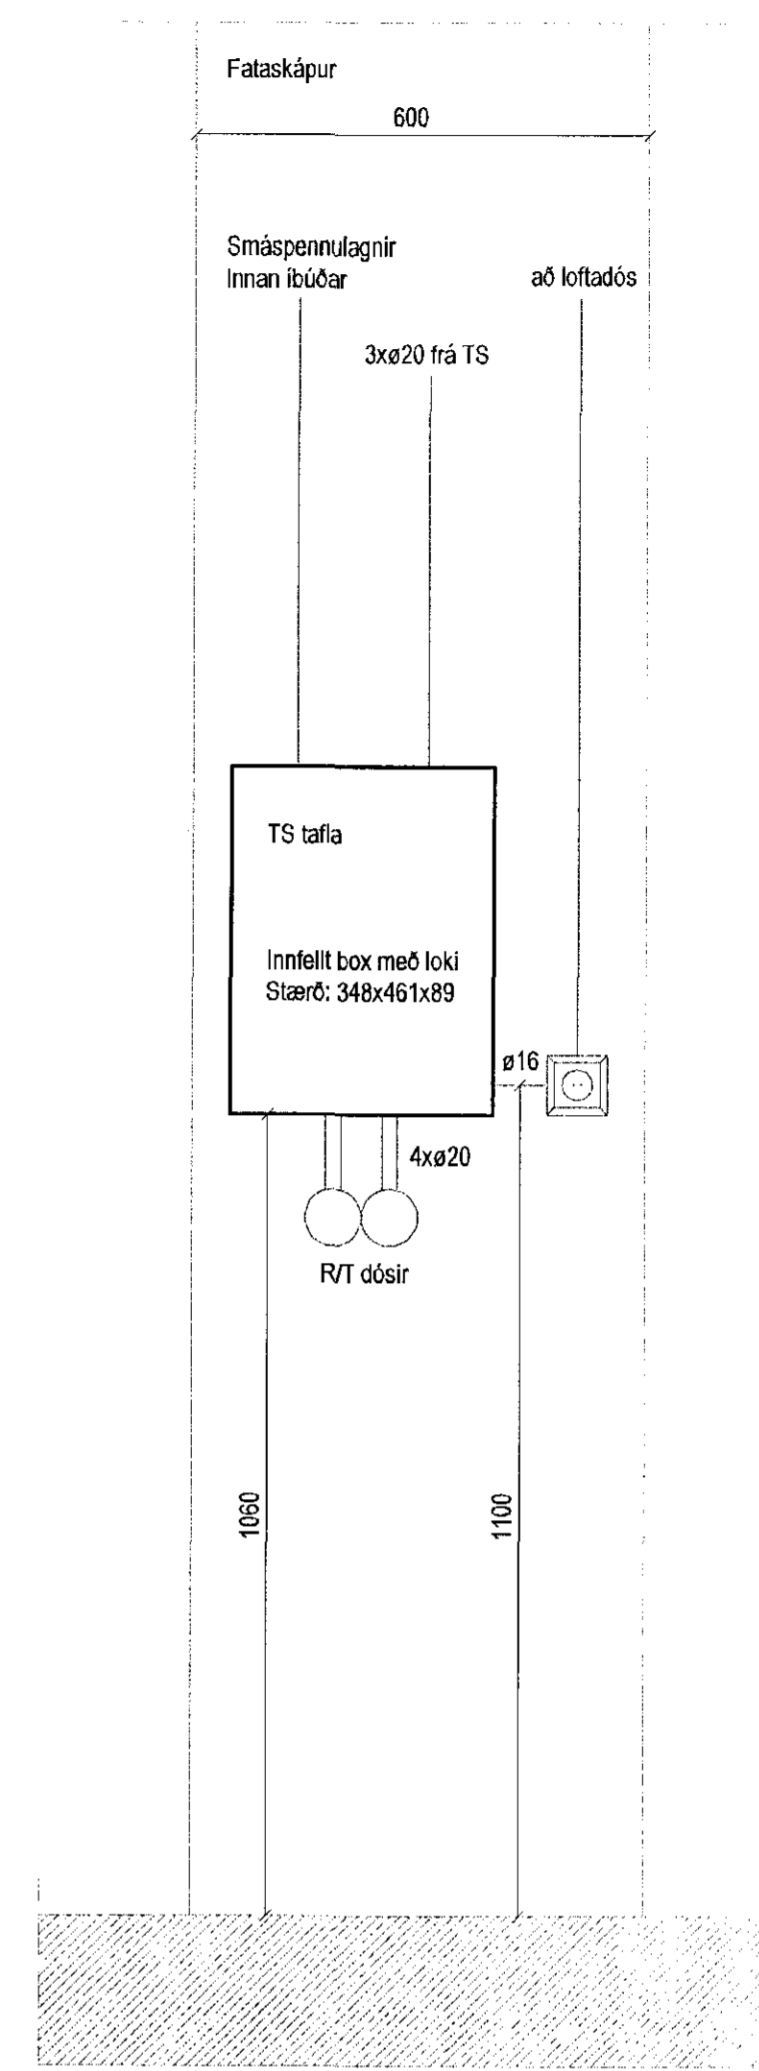 Fataskápur
600
Smáspennulagnir
Innan íbúðar
að loftadós
3xø20 frá TS
TS tafla
Innfellt box með loki
Stærð: 348x461x89
ø16
4xø20
R/T dósir
1060
1100